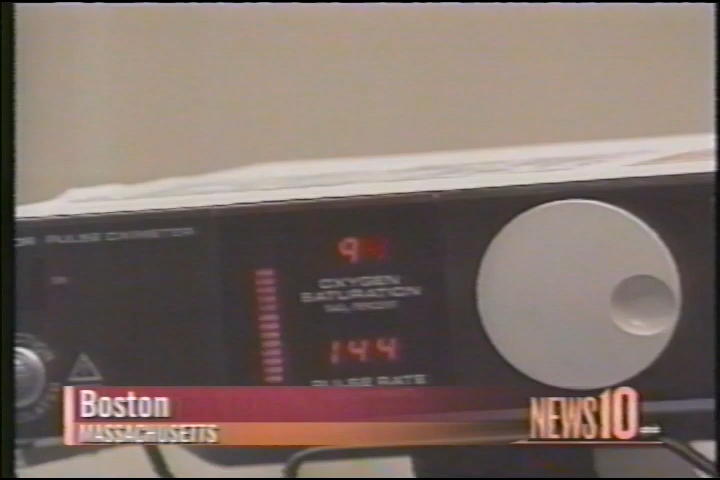 PULSE OXIMETER
OXYGEN
SATURATION
144
PULSE RATE
Boston
MASSACHUSETTS
NEWS10